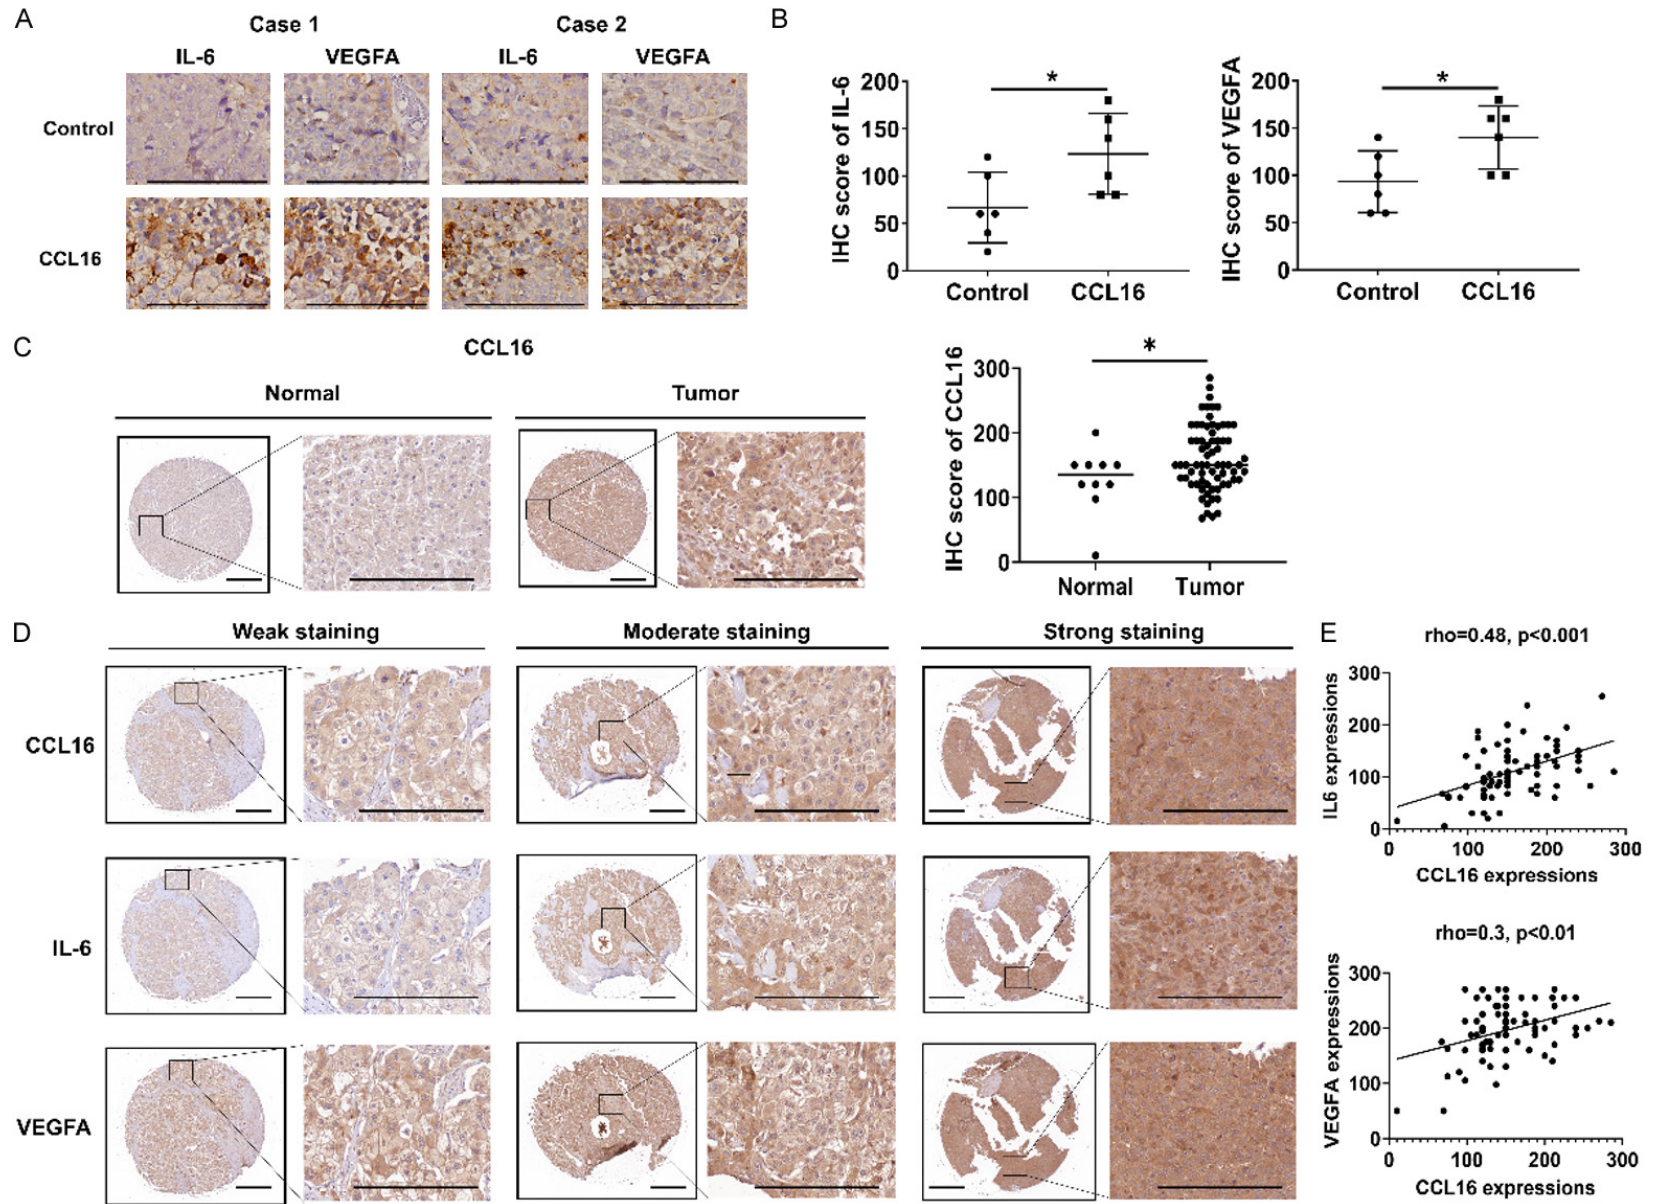 A
Case 1
Case 2
IL-6
VEGFA
IL-6
VEGFA
Control
CCL16
B
IHC score of IL-6
200
150
100
50
0
*
Control
CCL16
IHC score of VEGFA
200
150
100
50
0
*
Control
CCL16
C
CCL16
Normal
Tumor
IHC score of CCL16
300
200
100
0
*
Normal
Tumor
D
Weak staining
Moderate staining
Strong staining
CCL16
IL-6
VEGFA
E
rho=0.48, p<0.001
IL6 expressions
300
200
100
0
0
100
200
300
CCL16 expressions
rho=0.3, p<0.01
VEGFA expressions
300
200
100
0
0
100
200
300
CCL16 expressions